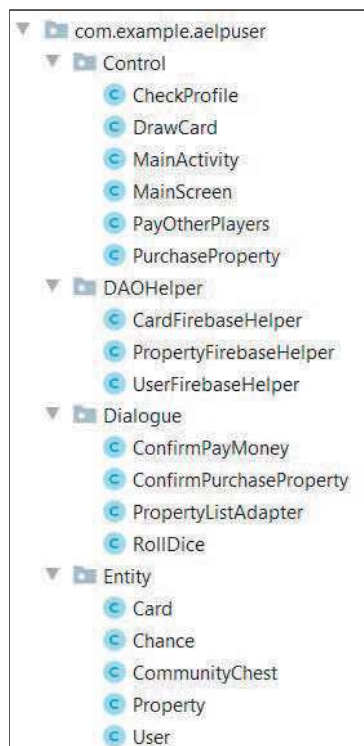 com.example.aelpuser
Control
CheckProfile
DrawCard
MainActivity
MainScreen
PayOtherPlayers
PurchaseProperty
DAOHelper
CardFirebaseHelper
PropertyFirebaseHelper
UserFirebaseHelper
Dialogue
ConfirmPayMoney
ConfirmPurchaseProperty
PropertyListAdapter
RollDice
Entity
Card
Chance
CommunityChest
Property
User